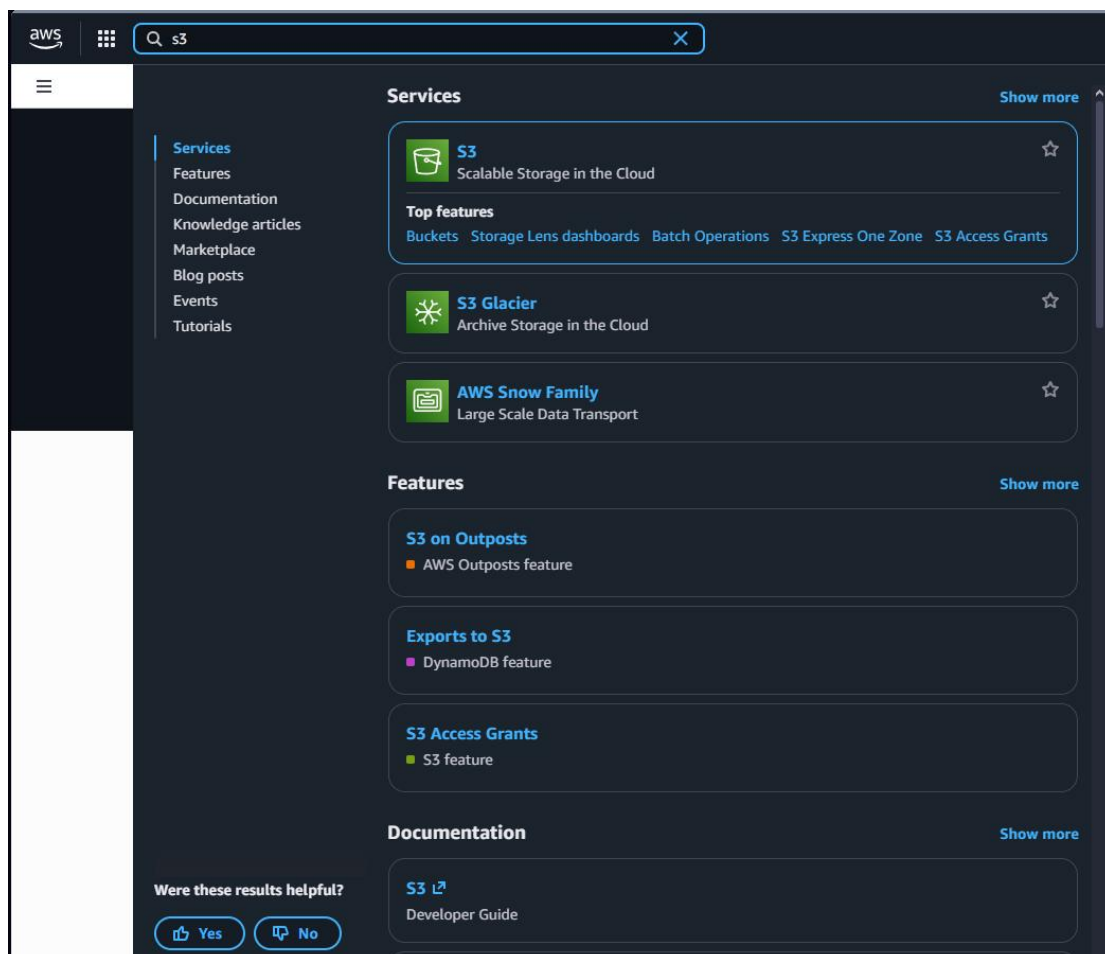 aws
s3
Services
Features
Documentation
Knowledge articles
Marketplace
Blog posts
Events
Tutorials
Services Show more
S3
Scalable Storage in the Cloud
Top features
Buckets Storage Lens dashboards Batch Operations S3 Express One Zone S3 Access Grants
S3 Glacier
Archive Storage in the Cloud
AWS Snow Family
Large Scale Data Transport
Features Show more
S3 on Outposts
AWS Outposts feature
Exports to S3
DynamoDB feature
S3 Access Grants
S3 feature
Documentation Show more
S3
Developer Guide
Were these results helpful?
Yes No